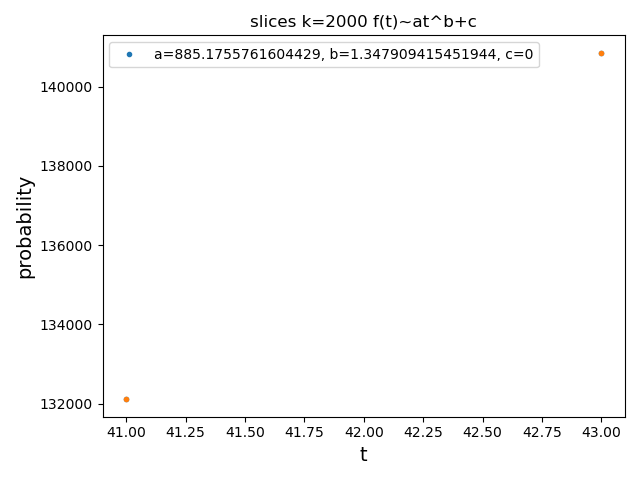 slices k=2000 f(t)~at^b+c
a=885.1755761604429, b=1.347909415451944, c=0
probability
140000
138000
136000
134000
132000
41.00 41.25 41.50 41.75 42.00 42.25 42.50 42.75 43.00
t